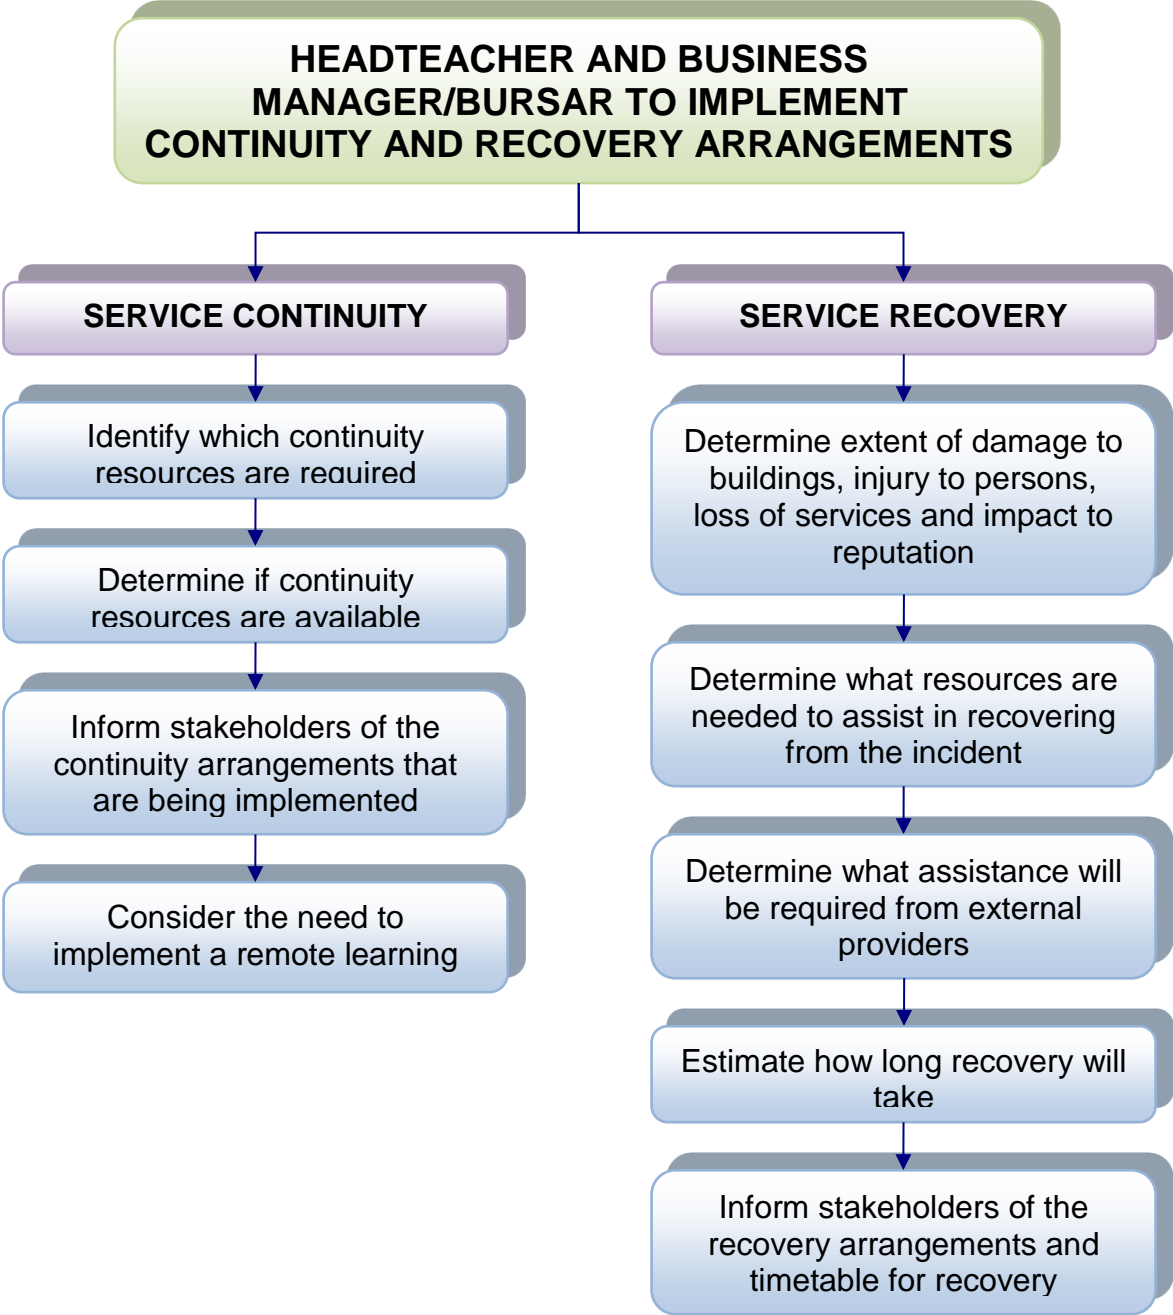 HEADTEACHER AND BUSINESS
MANAGER/BURSAR TO IMPLEMENT
CONTINUITY AND RECOVERY ARRANGEMENTS
SERVICE CONTINUITY
Identify which continuity
resources are required
Determine if continuity
resources are available
Inform stakeholders of the
continuity arrangements that
are being implemented
Consider the need to
implement a remote learning
SERVICE RECOVERY
Determine extent of damage to
buildings, injury to persons,
loss of services and impact to
reputation
Determine what resources are
needed to assist in recovering
from the incident
Determine what assistance will
be required from external
providers
Estimate how long recovery will
take
Inform stakeholders of the
recovery arrangements and
timetable for recovery